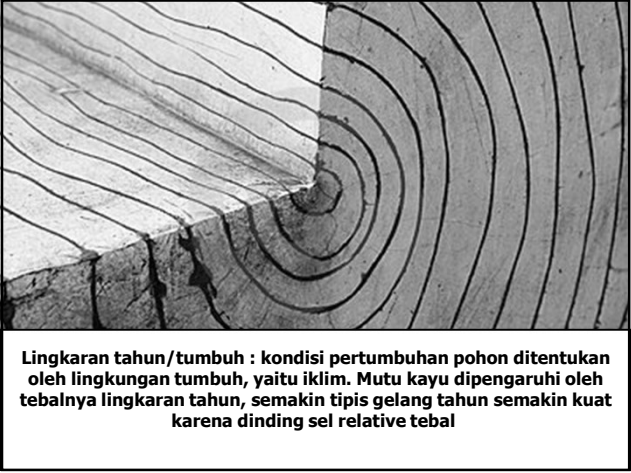 Lingkaran tahun/tumbuh : kondisi pertumbuhan pohon ditentukan
oleh lingkungan tumbuh, yaitu iklim. Mutu kayu dipengaruhi oleh
tebalnya lingkaran tahun, semakin tipis gelang tahun semakin kuat
karena dinding sel relative tebal